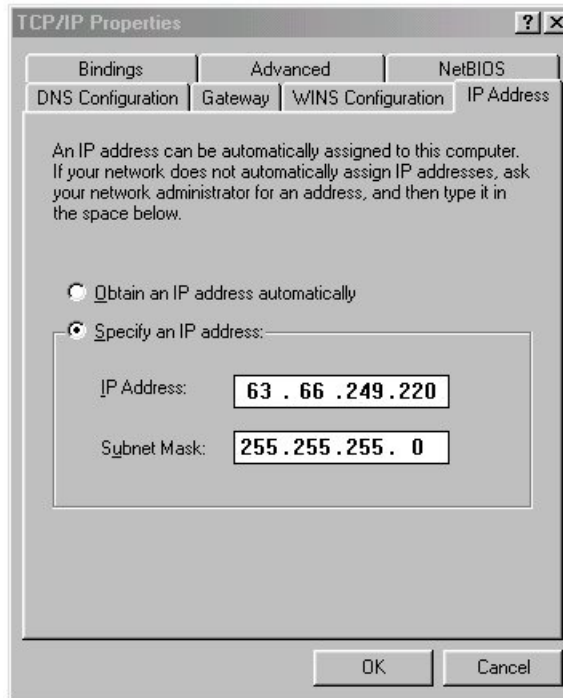 TCP/IP Properties
Bindings Advanced NetBIOS
DNS Configuration Gateway WINS Configuration IP Address
An IP address can be automatically assigned to this computer.
If your network does not automatically assign IP addresses, ask
your network administrator for an address, and then type it in
the space below.
Obtain an IP address automatically
Specify an IP address:
IP Address: 63 . 66 .249.220
Subnet Mask: 255.255.255. 0
OK Cancel